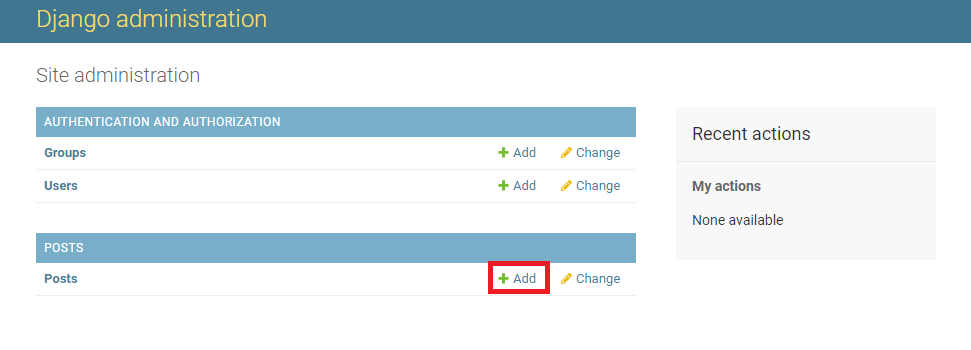 Django administration
Site administration
AUTHENTICATION AND AUTHORIZATION
Groups Add Change
Users Add Change
POSTS
Posts Add Change
Recent actions
My actions
None available